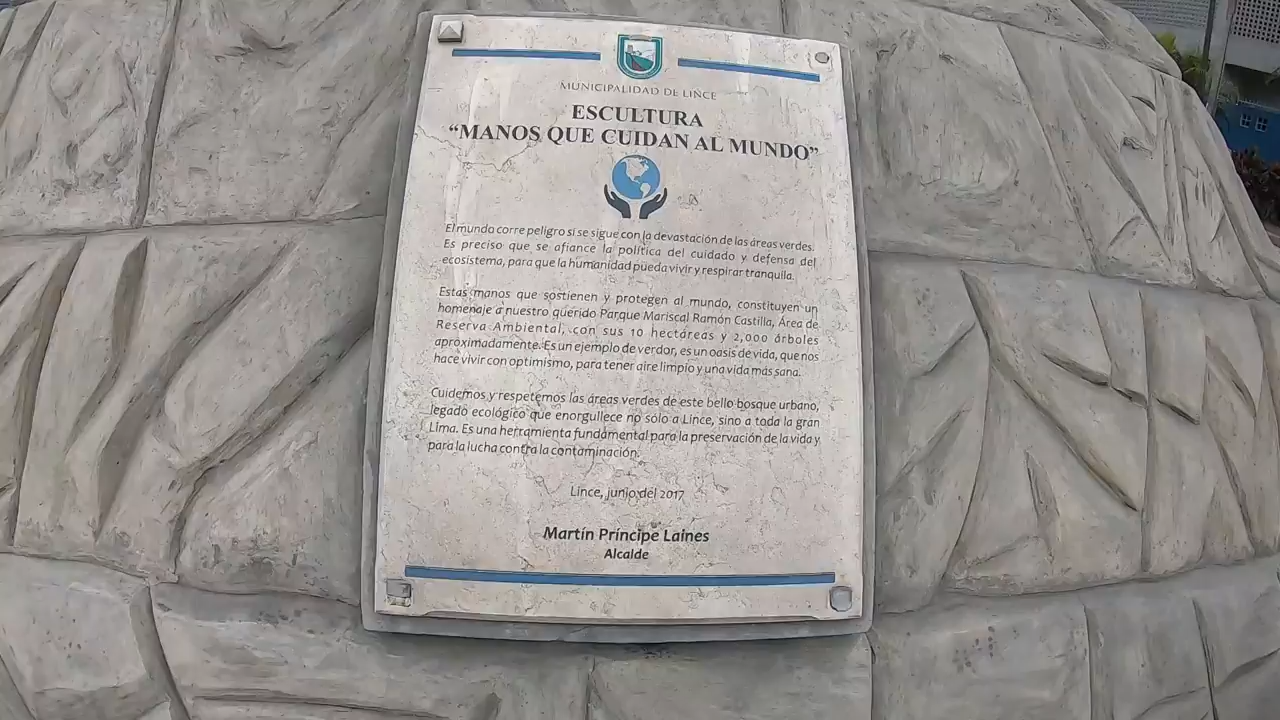 MUNICIPALIDAD DE LINCE
ESCULTURA
“MANOS QUE CUIDAN AL MUNDO”
El mundo corre peligro si se sigue con la devastación de las áreas verdes.
Es preciso que se afiance la política del cuidado y defensa del
ecosistema, para que la humanidad pueda vivir y respirar tranquila.
Estas manos que sostienen y protegen al mundo, constituyen un
homenaje a nuestro querido Parque Mariscal Ramón Castilla, Área de
Reserva Ambiental, con sus 10 hectáreas y 2,000 árboles
aproximadamente. Es un ejemplo de verdor, es un oasis de vida, que nos
hace vivir con optimismo, para tener aire limpio y una vida más sana.
Cuidemos y respetemos las áreas verdes de este bello bosque urbano,
legado ecológico que enorgullece no sólo a Lince, sino a toda la gran
Lima. Es una herramienta fundamental para la preservación de la vida y
para la lucha contra la contaminación.
Lince, junio del 2017
Martín Príncipe Laines
Alcalde